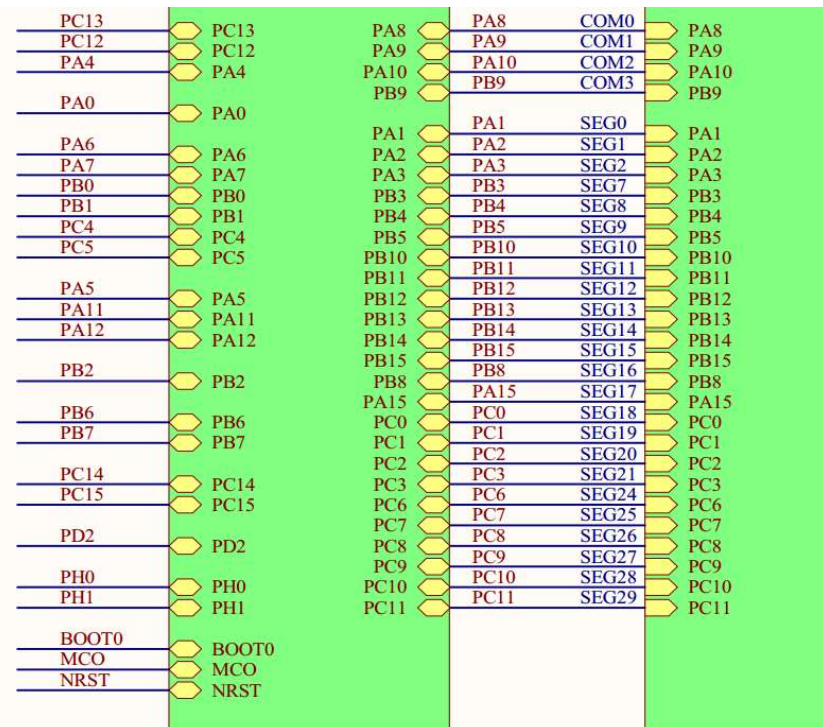 PC13 PC13 PA8 PA8 COM0 PA8
PC12 PC12 PA9 PA9 COM1 PA9
PA4 PA4 PA10 PA10 COM2 PA10
PB9 PB9 COM3 PB9
PA0 PA0
PA1 PA1 SEG0 PA1
PA6 PA6 PA2 PA2 SEG1 PA2
PA7 PA7 PA3 PA3 SEG2 PA3
PB0 PB0 PB3 PB3 SEG7 PB3
PB1 PB1 PB4 PB4 SEG8 PB4
PC4 PC4 PB5 PB5 SEG9 PB5
PC5 PC5 PB10 PB10 SEG10 PB10
PB11 PB11 SEG11 PB11
PA5 PA5 PB12 PB12 SEG12 PB12
PA11 PA11 PB13 PB13 SEG13 PB13
PA12 PA12 PB14 PB14 SEG14 PB14
PB15 PB15 SEG15 PB15
PB2 PB2 PB8 PB8 SEG16 PB8
PA15 PA15 SEG17 PA15
PB6 PB6 PC0 PC0 SEG18 PC0
PB7 PB7 PC1 PC1 SEG19 PC1
PC2 PC2 SEG20 PC2
PC14 PC14 PC3 PC3 SEG21 PC3
PC15 PC15 PC6 PC6 SEG24 PC6
PC7 PC7 SEG25 PC7
PD2 PD2 PC8 PC8 SEG26 PC8
PC9 PC9 SEG27 PC9
PH0 PH0 PC10 PC10 SEG28 PC10
PH1 PH1 PC11 PC11 SEG29 PC11
BOOT0 BOOT0
MCO MCO
NRST NRST